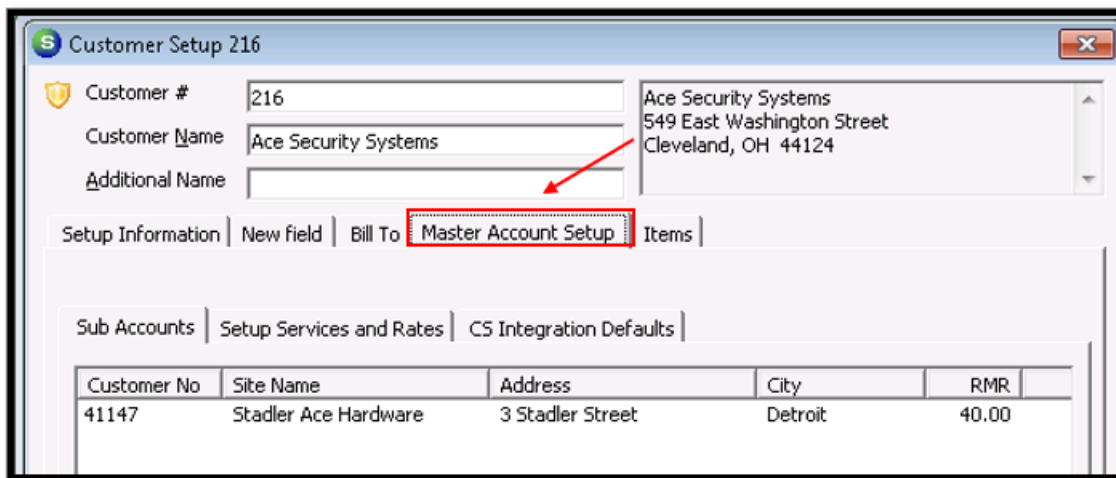 S Customer Setup 216
Customer # 216
Customer Name Ace Security Systems
Additional Name
Ace Security Systems
549 East Washington Street
Cleveland, OH 44124
Setup Information New field Bill To Master Account Setup Items
Sub Accounts Setup Services and Rates CS Integration Defaults
Customer No Site Name Address City RMR
41147 Stadler Ace Hardware 3 Stadler Street Detroit 40.00